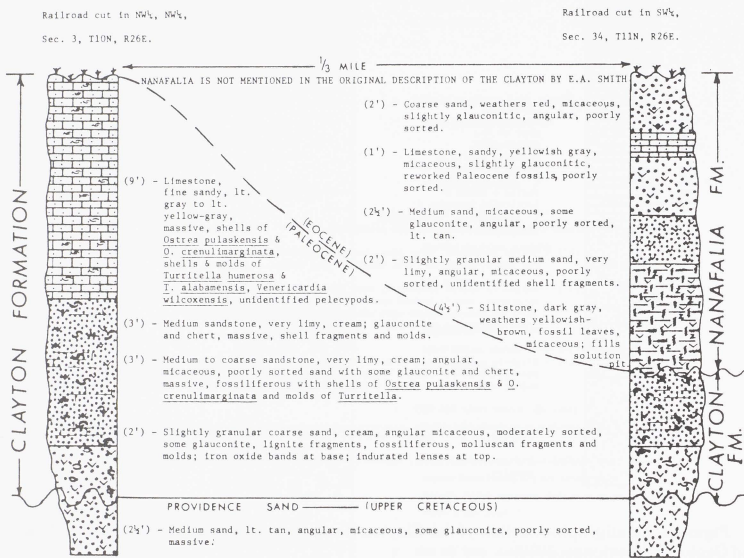 Railroad cut in NW¼, NW¼,
Sec. 3, T10N, R26E.
Railroad cut in SW¼,
Sec. 34, T11N, R26E.
1/3 MILE
NANAFALIA IS NOT MENTIONED IN THE ORIGINAL DESCRIPTION OF THE CLAYTON BY E.A. SMITH
CLAYTON FORMATION
(9') - Limestone,
fine sandy, lt.
gray to lt.
yellow-gray,
massive, shells of
Ostrea pulaskensis &
O. crenulimarginata,
shells & molds of
Turritella humerosa &
T. alabamensis, Venericardia
wilcoxensis, unidentified pelecypods.
(3') - Medium sandstone, very limy, cream; glauconite
and chert, massive, shell fragments and molds.
(3') - Medium to coarse sandstone, very limy, cream; angular,
micaceous, poorly sorted sand with some glauconite and chert,
massive, fossiliferous with shells of Ostrea pulaskensis & O.
crenulimarginata and molds of Turritella.
(2') - Slightly granular coarse sand, cream, angular micaceous, moderately sorted,
some glauconite, lignite fragments, fossiliferous, molluscan fragments and
molds; iron oxide bands at base; indurated lenses at top.
(EOCENE)
(PALEOCENE)
(2') - Coarse sand, weathers red, micaceous,
slightly glauconitic, angular, poorly
sorted.
(1') - Limestone, sandy, yellowish gray,
micaceous, slightly glauconitic,
reworked Paleocene fossils, poorly
sorted.
(2½') - Medium sand, micaceous, some
glauconite, angular, poorly sorted,
lt. tan.
(2') - Slightly granular medium sand, very
limy, angular, micaceous, poorly
sorted, unidentified shell fragments.
(4½') - Siltstone, dark gray,
weathers yellowish-
brown, fossil leaves,
micaceous; fills
solution
pit.
NANAFALIA FM.
CLAYTON FM.
PROVIDENCE SAND — (UPPER CRETACEOUS)
(2½') - Medium sand, lt. tan, angular, micaceous, some glauconite, poorly sorted,
massive.